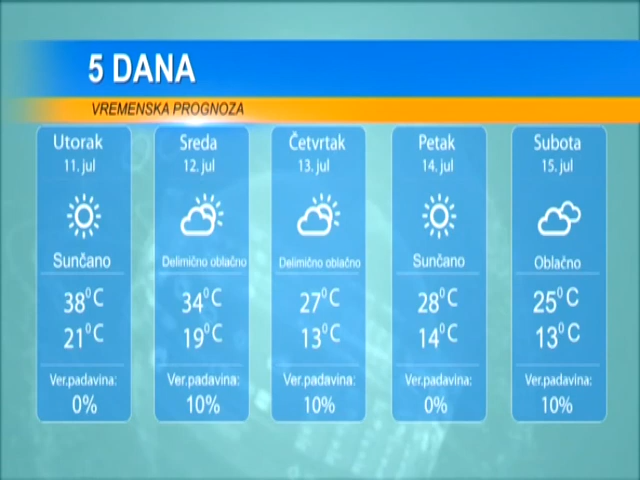 5 DANA
VREMENSKA PROGNOZA
Utorak
11. jul
Sunčano
38°C
21°C
Ver.padavina:
0%
Sreda
12. jul
Delimično oblačno
34°C
19°C
Ver.padavina:
10%
Četvrtak
13. jul
Delimično oblačno
27°C
13°C
Ver.padavina:
10%
Petak
14. jul
Sunčano
28°C
14°C
Ver.padavina:
0%
Subota
15. jul
Oblačno
25°C
13°C
Ver.padavina:
10%